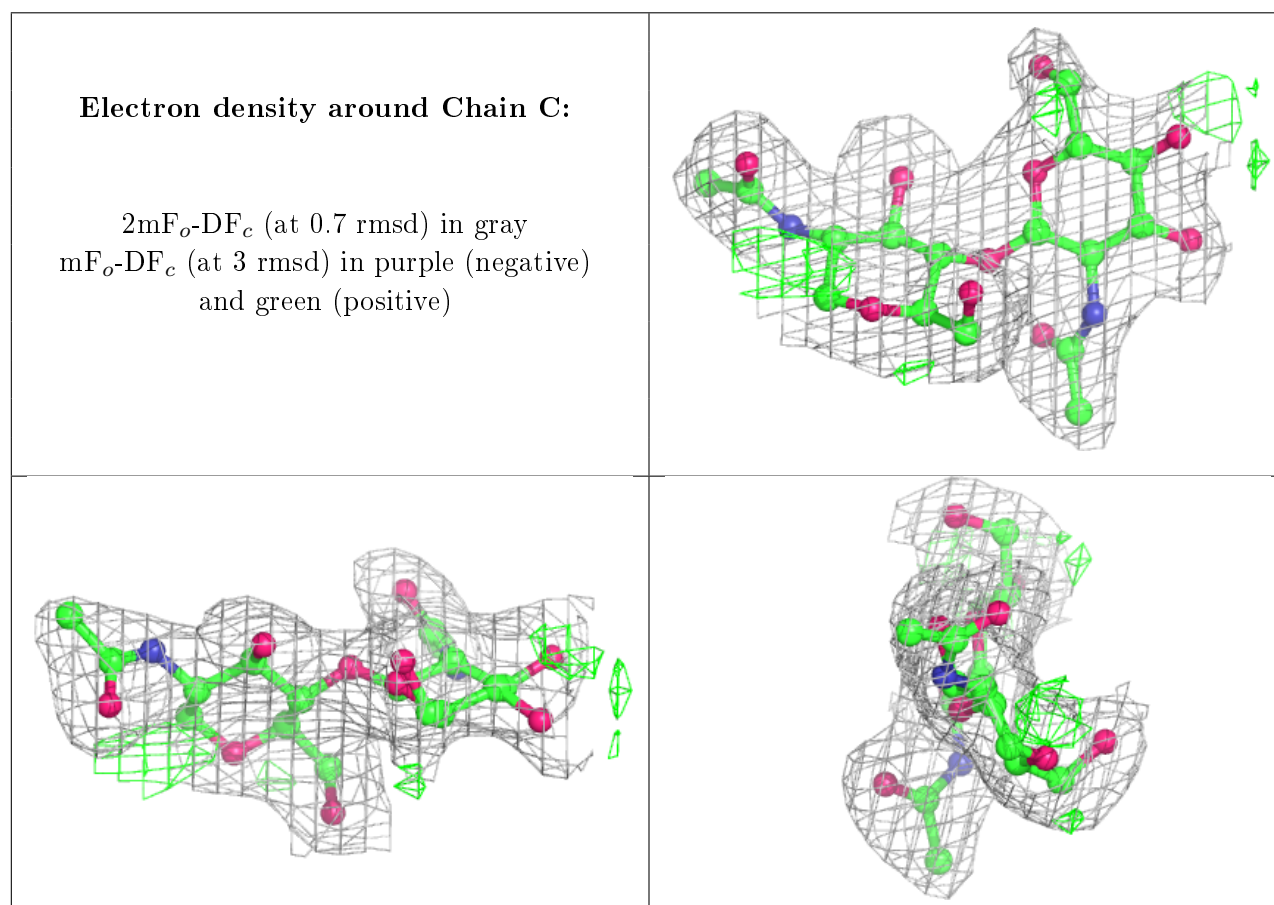 Electron density around Chain C:
2mFo-DFc (at 0.7 rmsd) in gray
mFo-DFc (at 3 rmsd) in purple (negative)
and green (positive)